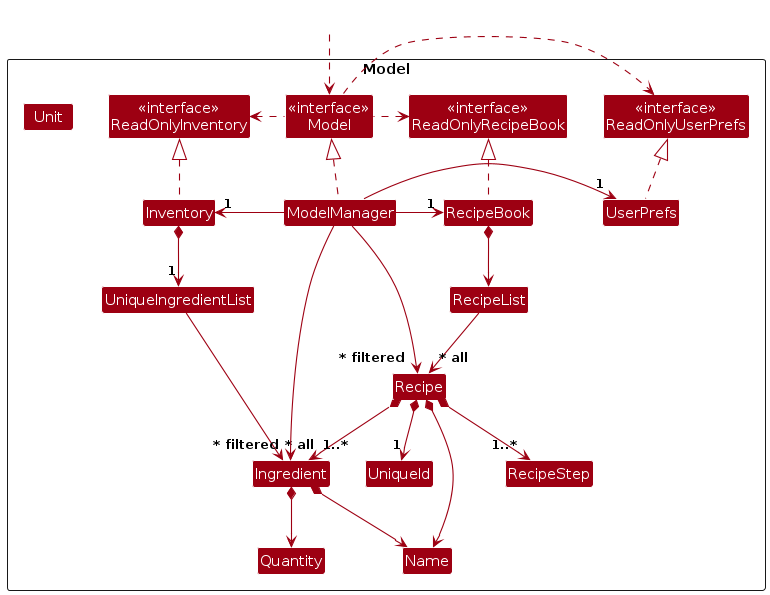 Model
Unit
«interface»
ReadOnlyInventory
«interface»
Model
«interface»
ReadOnlyRecipeBook
«interface»
ReadOnlyUserPrefs
1
1
1
Inventory
ModelManager
RecipeBook
UserPrefs
1
UniqueIngredientList
RecipeList
* filtered
* all
Recipe
* filtered
* all
1..*
1
1..*
Ingredient
UniqueId
RecipeStep
Quantity
Name